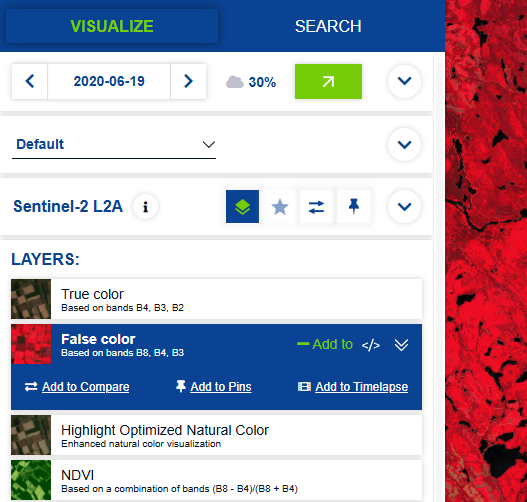 VISUALIZE SEARCH
2020-06-19 30%
Default
Sentinel-2 L2A
LAYERS:
True color
Based on bands B4, B3, B2
False color
Based on bands B8, B4, B3
Add to </>
Add to Compare Add to Pins Add to Timelapse
Highlight Optimized Natural Color
Enhanced natural color visualization
NDVI
Based on a combination of bands (B8 - B4)/(B8 + B4)